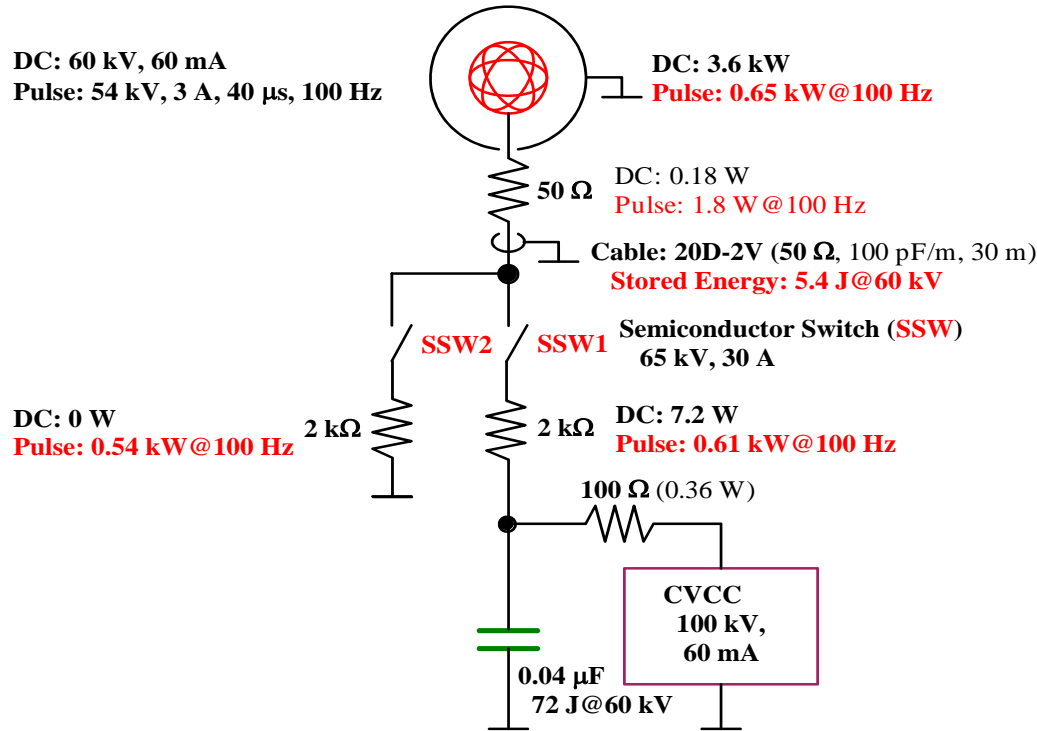 DC: 60 kV, 60 mA
Pulse: 54 kV, 3 A, 40 μs, 100 Hz
DC: 3.6 kW
Pulse: 0.65 kW@100 Hz
50 Ω
DC: 0.18 W
Pulse: 1.8 W@100 Hz
Cable: 20D-2V (50 Ω, 100 pF/m, 30 m)
Stored Energy: 5.4 J@60 kV
SSW2
SSW1
Semiconductor Switch (SSW)
65 kV, 30 A
DC: 0 W
Pulse: 0.54 kW@100 Hz
2 kΩ
2 kΩ
DC: 7.2 W
Pulse: 0.61 kW@100 Hz
100 Ω (0.36 W)
CVCC
100 kV,
60 mA
0.04 μF
72 J@60 kV